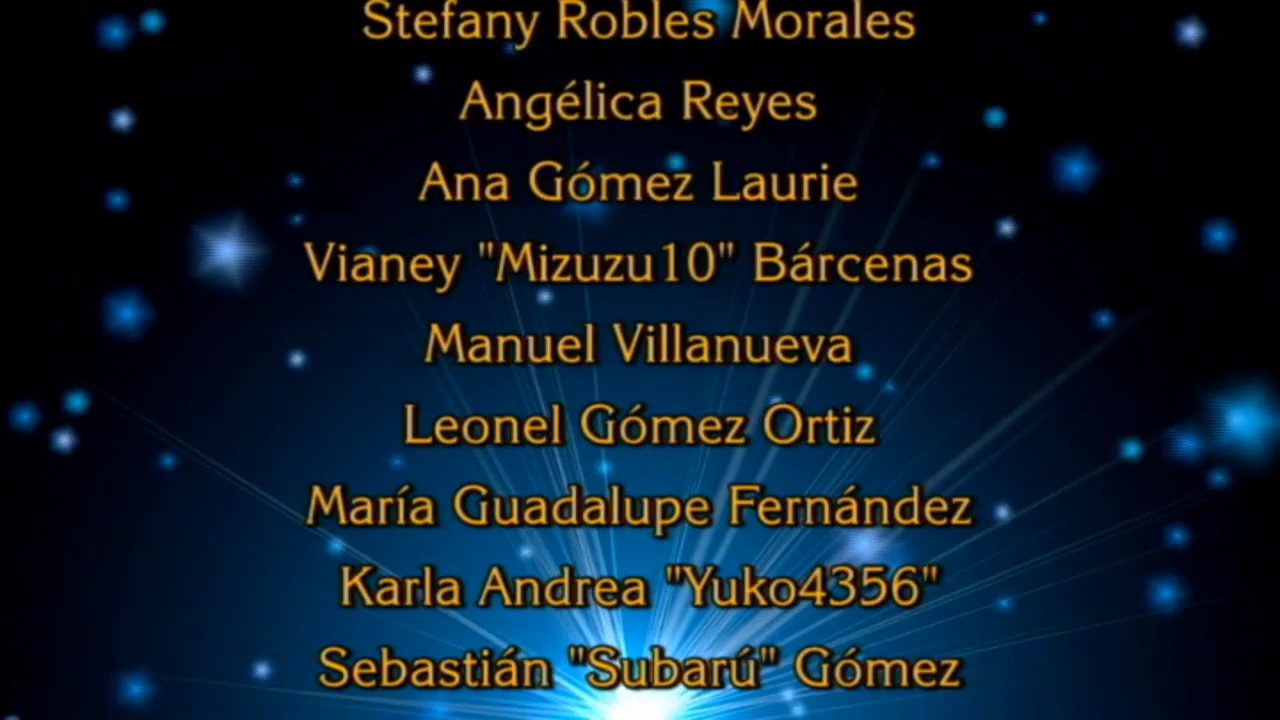 Stefany Robles Morales
Angélica Reyes
Ana Gómez Laurie
Vianey "Mizuzu10" Bárcenas
Manuel Villanueva
Leonel Gómez Ortiz
María Guadalupe Fernández
Karla Andrea "Yuko4356"
Sebastián "Subarú" Gómez